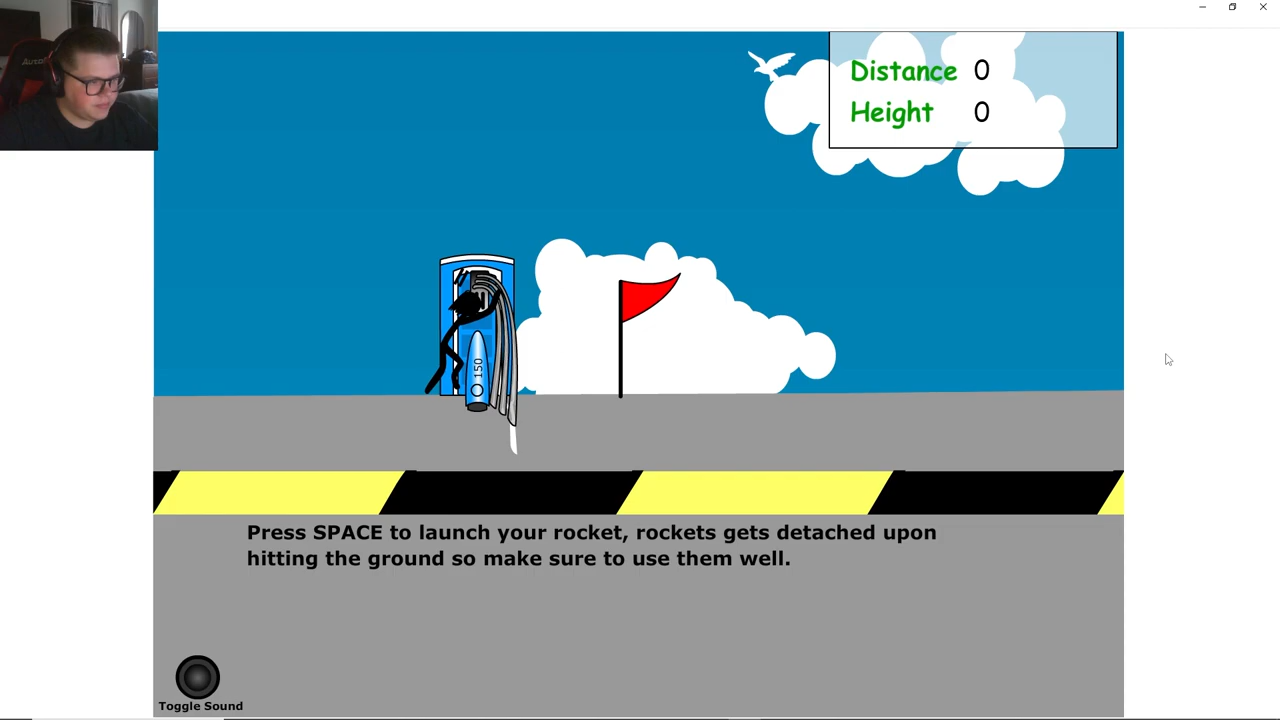 Distance 0
Height 0
150
Press SPACE to launch your rocket, rockets gets detached upon
hitting the ground so make sure to use them well.
Toggle Sound